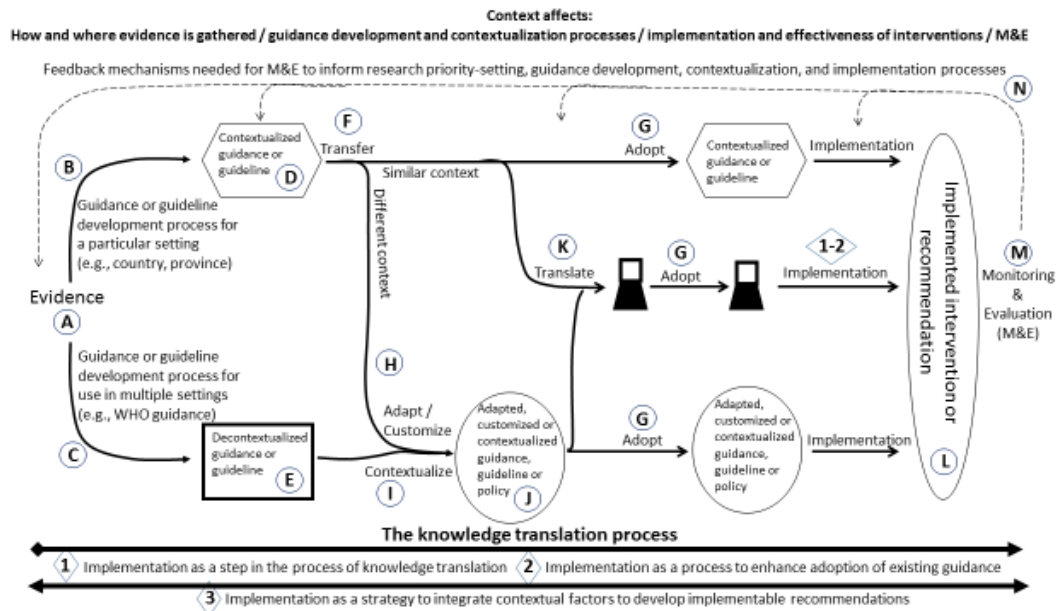 Context affects:
How and where evidence is gathered / guidance development and contextualization processes / implementation and effectiveness of interventions / M&E
Feedback mechanisms needed for M&E to inform research priority-setting, guidance development, contextualization, and implementation processes
N
B
Contextualized
guidance or
guideline
D
F
Transfer
Similar context
Different context
G
Adopt
Contextualized
guidance or
guideline
Implementation
Guidance or guideline
development process for
a particular setting
(e.g., country, province)
Evidence
A
K
Translate
G
Adopt
1-2
Implementation
Implemented intervention or
recommendation
L
M
Monitoring
&
Evaluation
(M&E)
Guidance or guideline
development process for
use in multiple settings
(e.g., WHO guidance)
C
Decontextualized
guidance or
guideline
E
H
Adapt /
Customize
Contextualize
I
Adapted,
customized or
contextualized
guidance,
guideline or
policy
J
G
Adopt
Adapted,
customized or
contextualized
guidance,
guideline or
policy
Implementation
The knowledge translation process
1 Implementation as a step in the process of knowledge translation
2 Implementation as a process to enhance adoption of existing guidance
3 Implementation as a strategy to integrate contextual factors to develop implementable recommendations